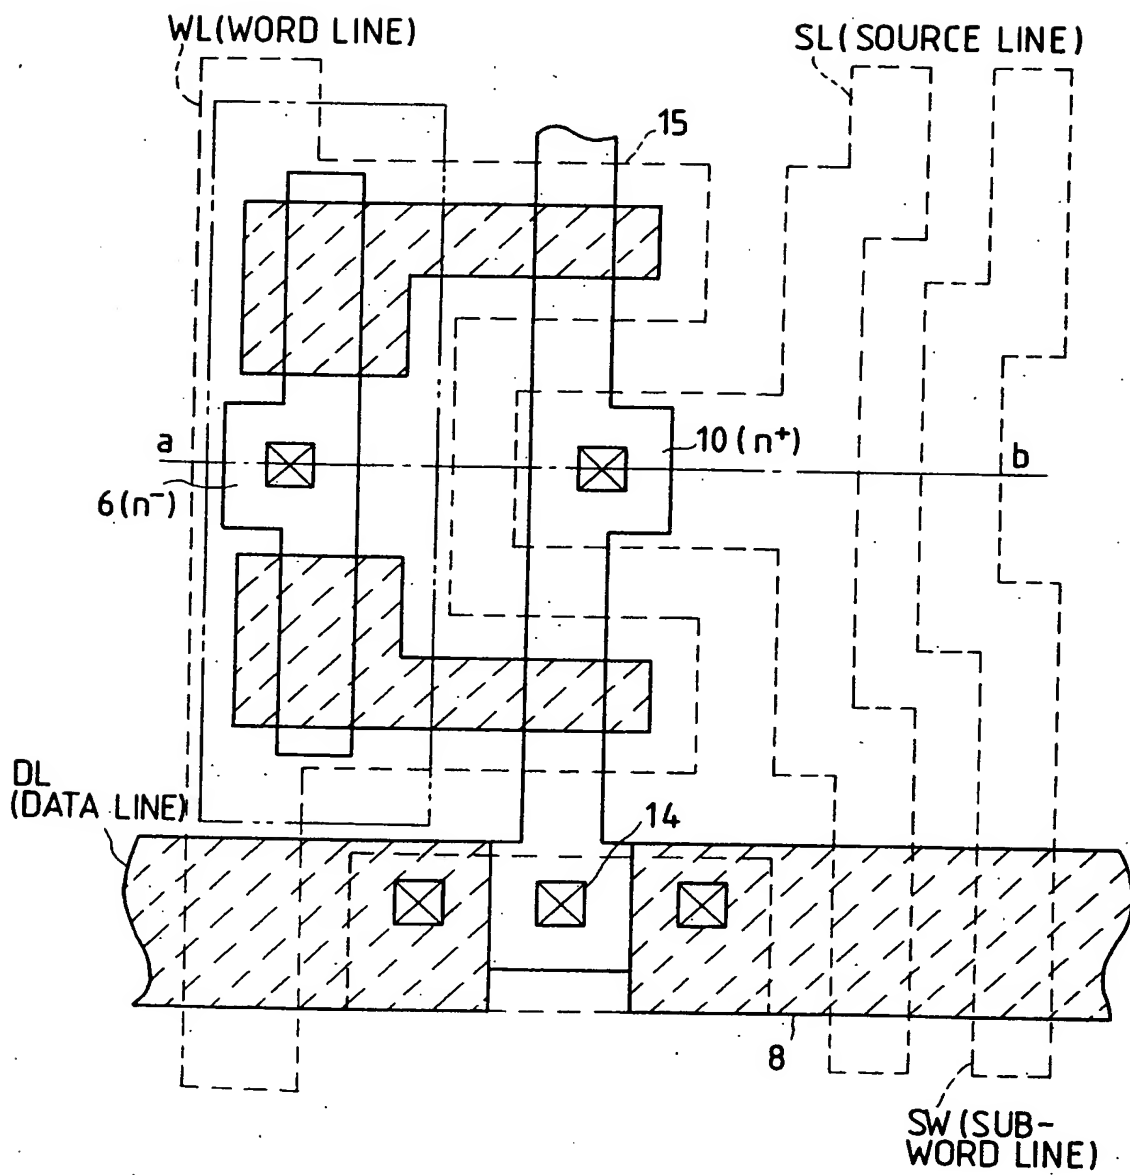 WL(WORD LINE)
SL(SOURCE LINE)
15
a
10(n+)
b
6(n-)
DL
(DATA LINE)
14
8
SW(SUB-
WORD LINE)